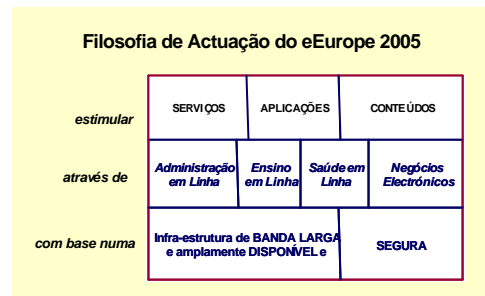 Filosofia de Actuação do eEurope 2005
estimular
SERVIÇOS
APLICAÇÕES
CONTEÚDOS
através de
Administração
em Linha
Ensino
em Linha
Saúde em
Linha
Negócios
Electrónicos
com base numa
Infra-estrutura de BANDA LARGA
e amplamente DISPONÍVEL e
SEGURA